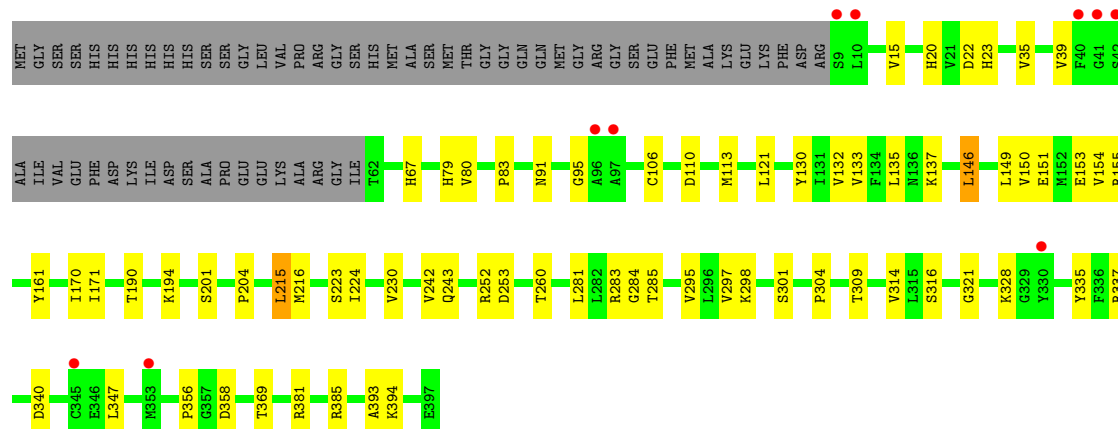 MET GLY SER SER HIS HIS HIS HIS HIS HIS SER SER GLY LEU VAL PRO ARG GLY SER HIS MET ALA SER MET THR GLY GLY GLN GLN MET GLY ARG GLY SER GLU PHE MET ALA LYS GLU LYS PHE ASP ARG S9 L10 V15 H20 V21 D22 H23 V35 V39 F40 G41 S42
ALA ILE VAL GLU PHE ASP LYS ILE ASP SER ALA PRO GLU GLU LYS ALA ARG GLY ILE T62 H67 H79 V80 P83 N91 G95 A96 A97 C106 D110 M113 L121 Y130 I131 V132 V133 F134 L135 N136 K137 L146 L149 V150 E151 M152 E153 V154 R155
Y161 I170 I171 T190 K194 S201 P204 L215 M216 S223 I224 V230 V242 Q243 R252 D253 T260 L281 L282 R283 G284 T285 V295 L296 V297 K298 S301 P304 T309 V314 L315 S316 G321 K328 G329 Y330 Y335 F336 R337
D340 C345 E346 L347 M353 P356 G357 D358 T369 R381 R385 A393 K394 E397